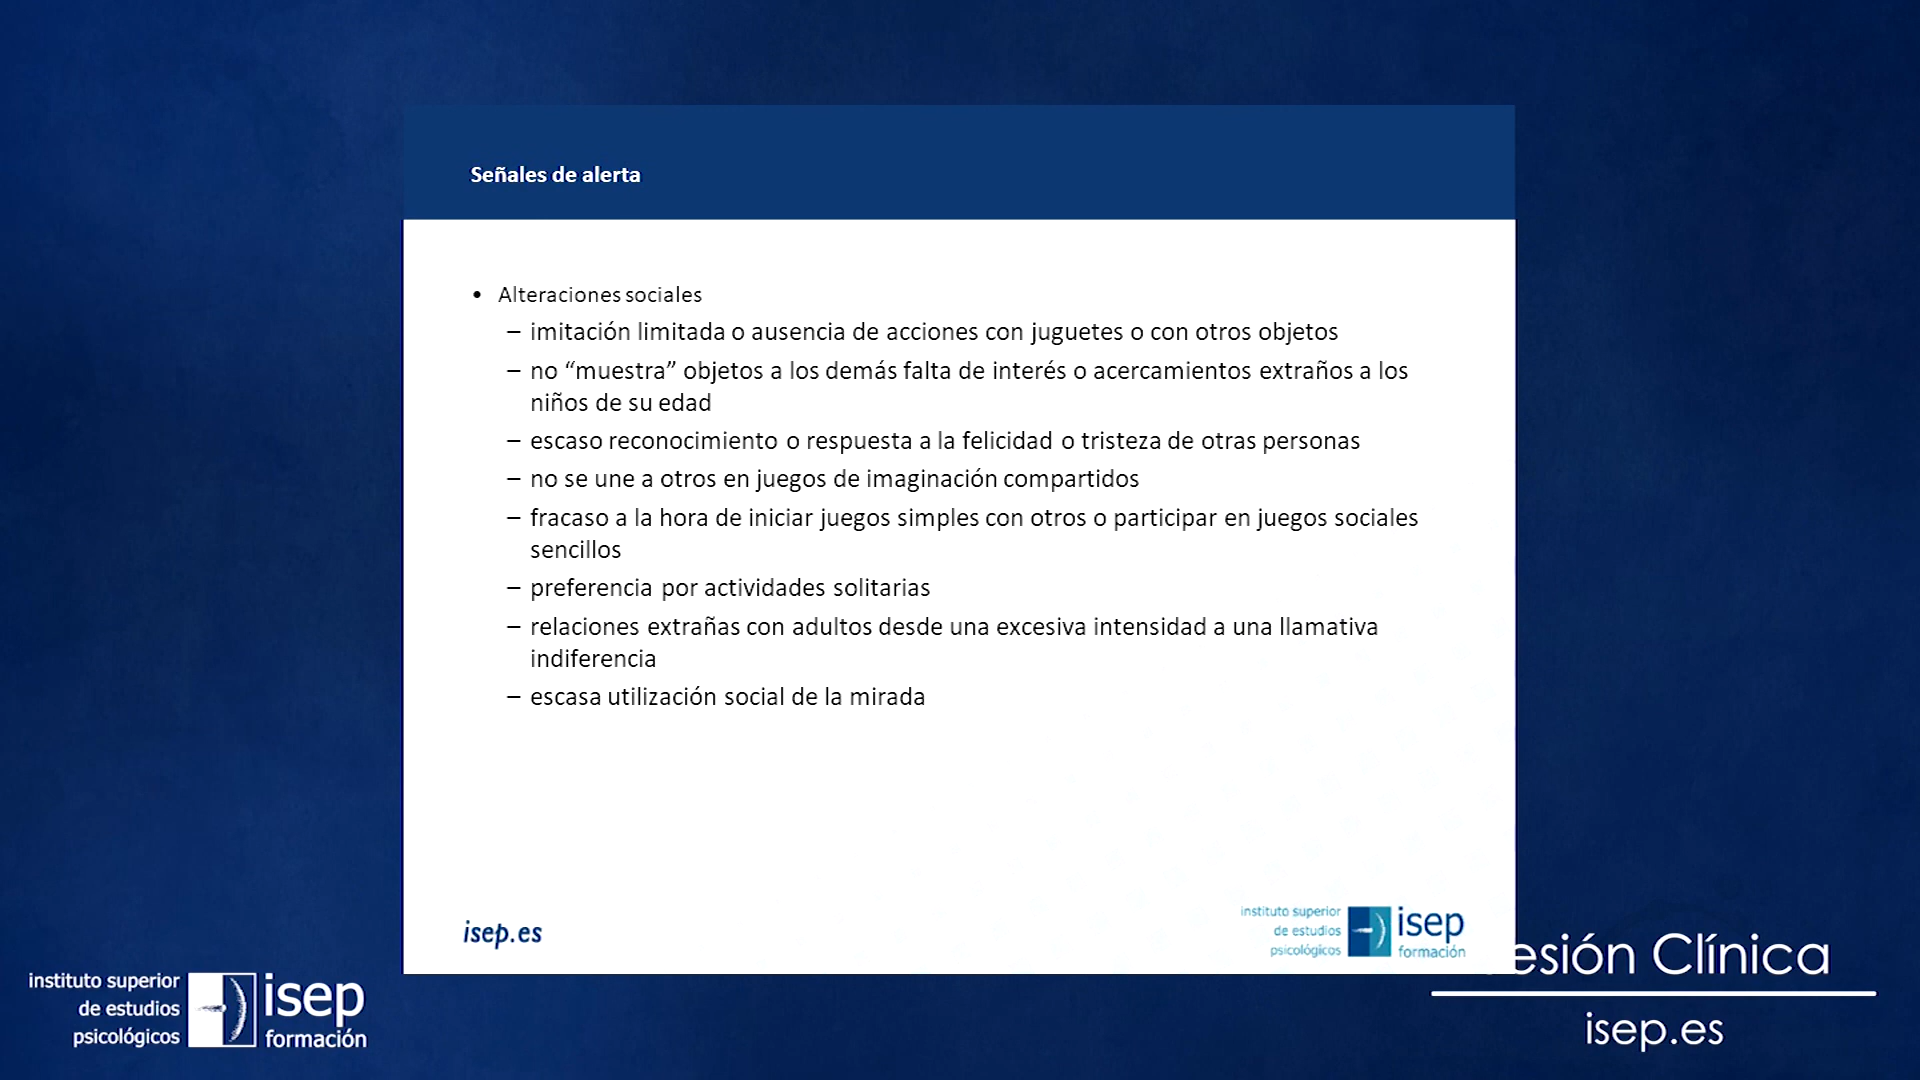 Señales de alerta
• Alteraciones sociales
– imitación limitada o ausencia de acciones con juguetes o con otros objetos
– no “muestra” objetos a los demás falta de interés o acercamientos extraños a los
niños de su edad
– escaso reconocimiento o respuesta a la felicidad o tristeza de otras personas
– no se une a otros en juegos de imaginación compartidos
– fracaso a la hora de iniciar juegos simples con otros o participar en juegos sociales
sencillos
– preferencia por actividades solitarias
– relaciones extrañas con adultos desde una excesiva intensidad a una llamativa
indiferencia
– escasa utilización social de la mirada
isep.es
instituto superior
de estudios
psicológicos
isep
formación
instituto superior
de estudios
psicológicos
isep
formación
esión Clínica
isep.es